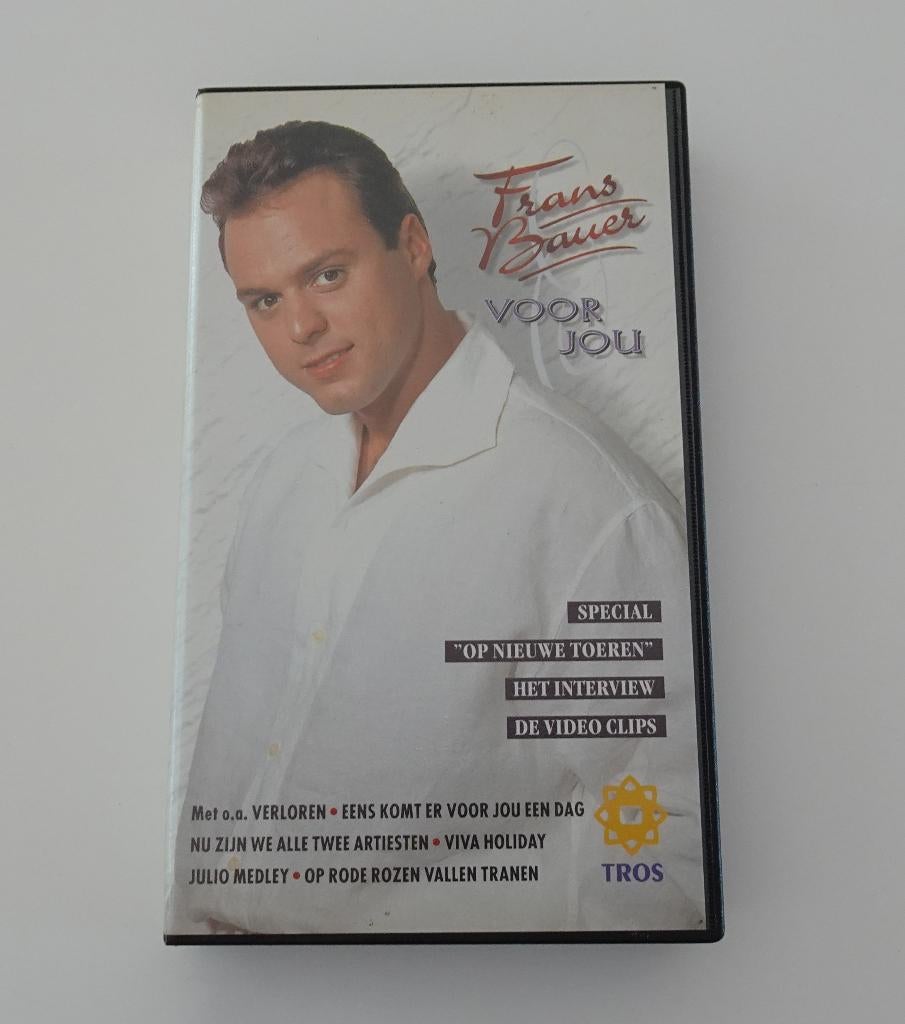 Frans
Bauer
VOOR
JOU
SPECIAL
"OP NIEUWE TOEREN"
HET INTERVIEW
DE VIDEO CLIPS
Met o.a. VERLOREN • EENS KOMT ER VOOR JOU EEN DAG
NU ZIJN WE ALLE TWEE ARTIESTEN • VIVA HOLIDAY
JULIO MEDLEY • OP RODE ROZEN VALLEN TRANEN
TROS